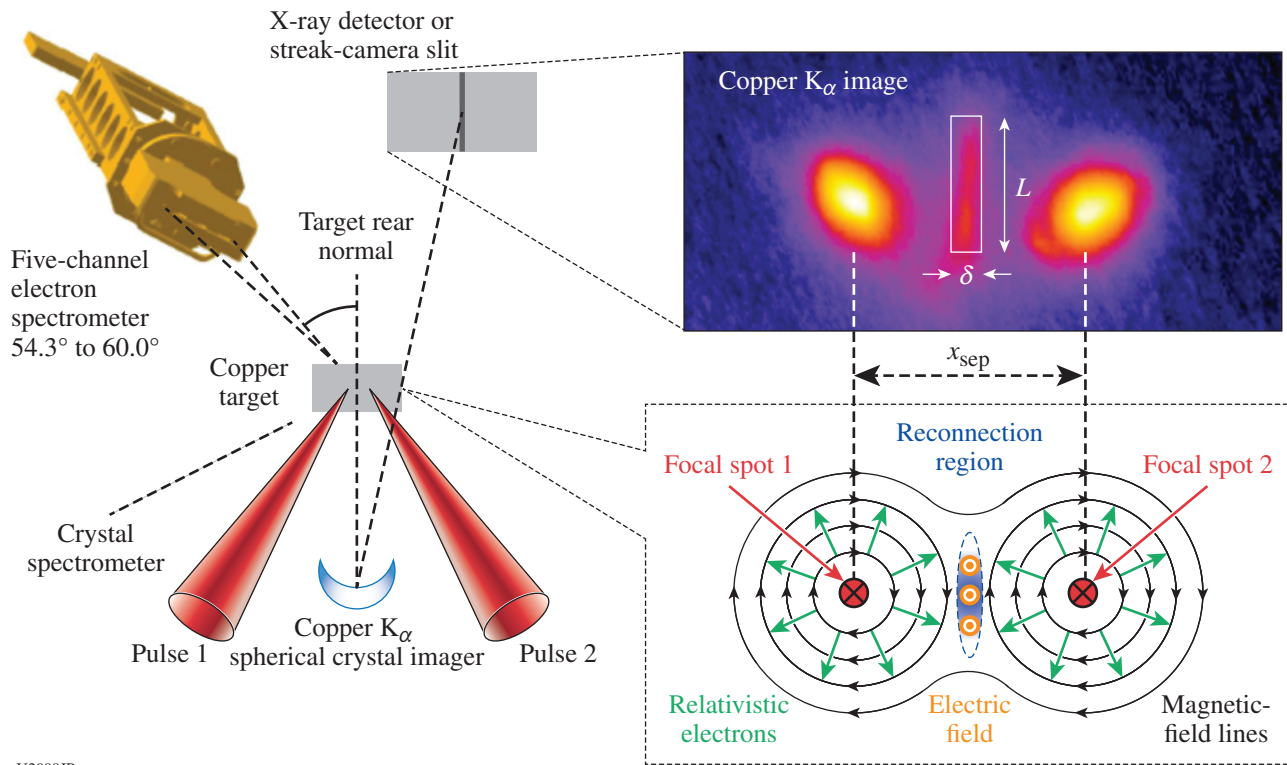 X-ray detector or
streak-camera slit
Copper Kα image
L
δ
Target rear
normal
Five-channel
electron
spectrometer
54.3° to 60.0°
Copper
target
x_sep
Reconnection
region
Focal spot 1
Focal spot 2
Crystal
spectrometer
Pulse 1
Copper Kα
spherical crystal imager
Pulse 2
Relativistic
electrons
Electric
field
Magnetic-
field lines